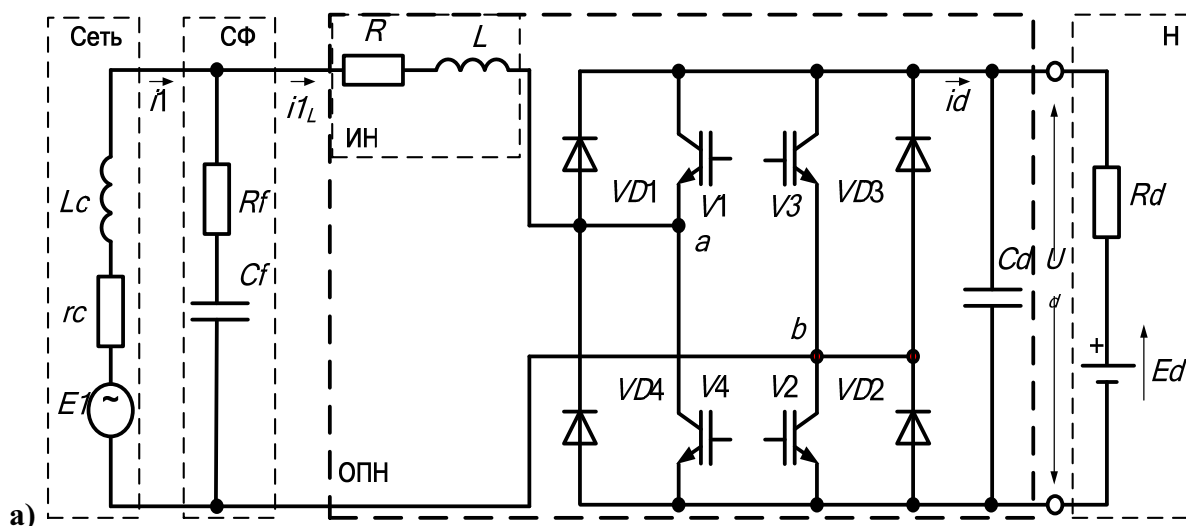 Сеть
СФ
R
L
Н
i1
i1L
id
ИН
Lc
Rf
VD1
V1
V3
VD3
Rd
a
Cf
Cd
U
d
rc
b
+
Ed
E1
~
VD4
V4
V2
VD2
ОПН
а)